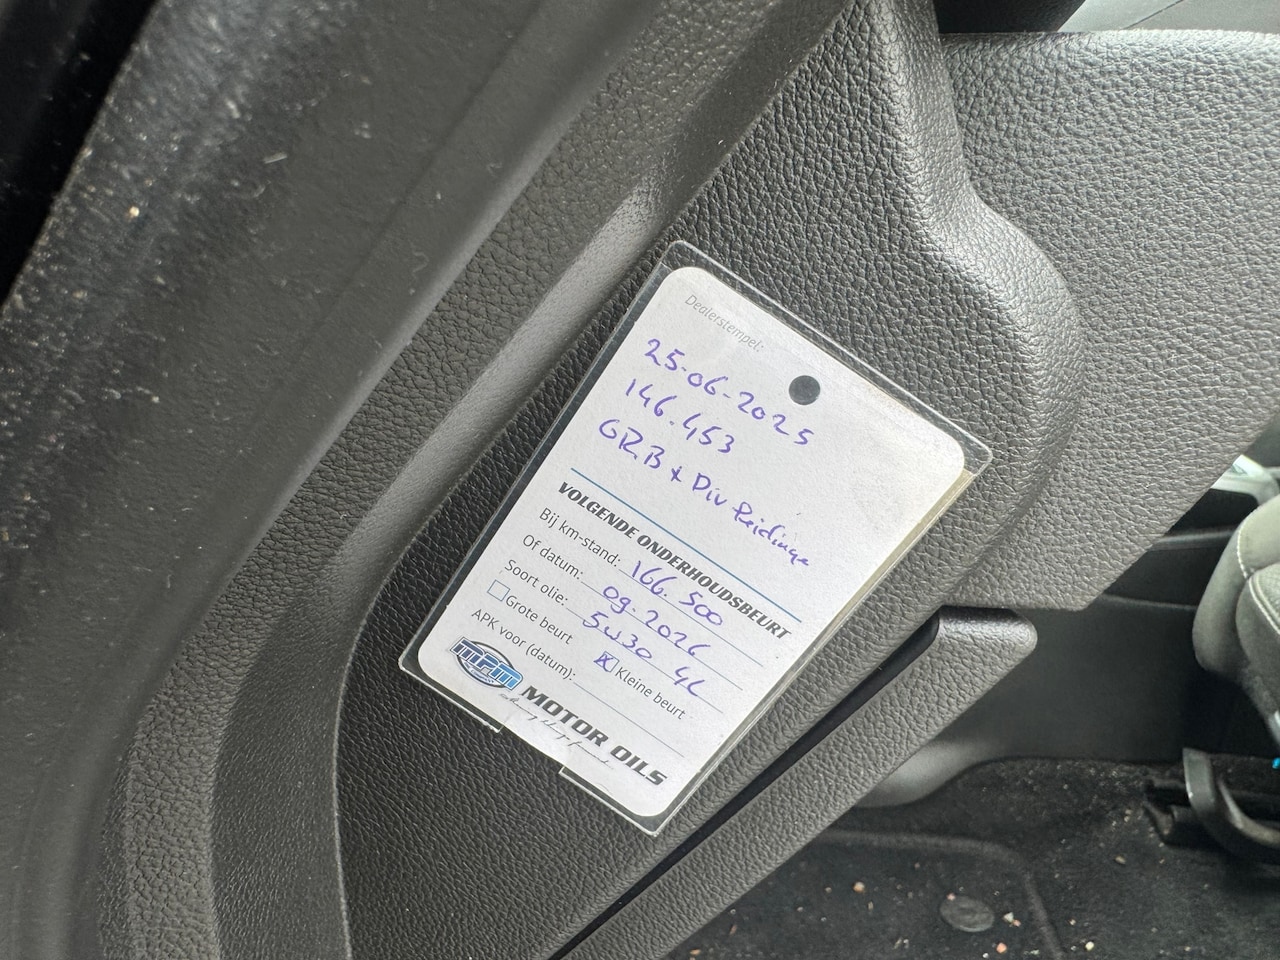 Dealerstempel:
25-06-2025
146.453
GRB + Div
VOLGENDE ONDERHOUDSBEURT
Bij km-stand: 166.500
Of datum: 09.2026
Soort olie: 5w30 4L
Grote beurt Kleine beurt
APK voor (datum):
MPM MOTOR OILS